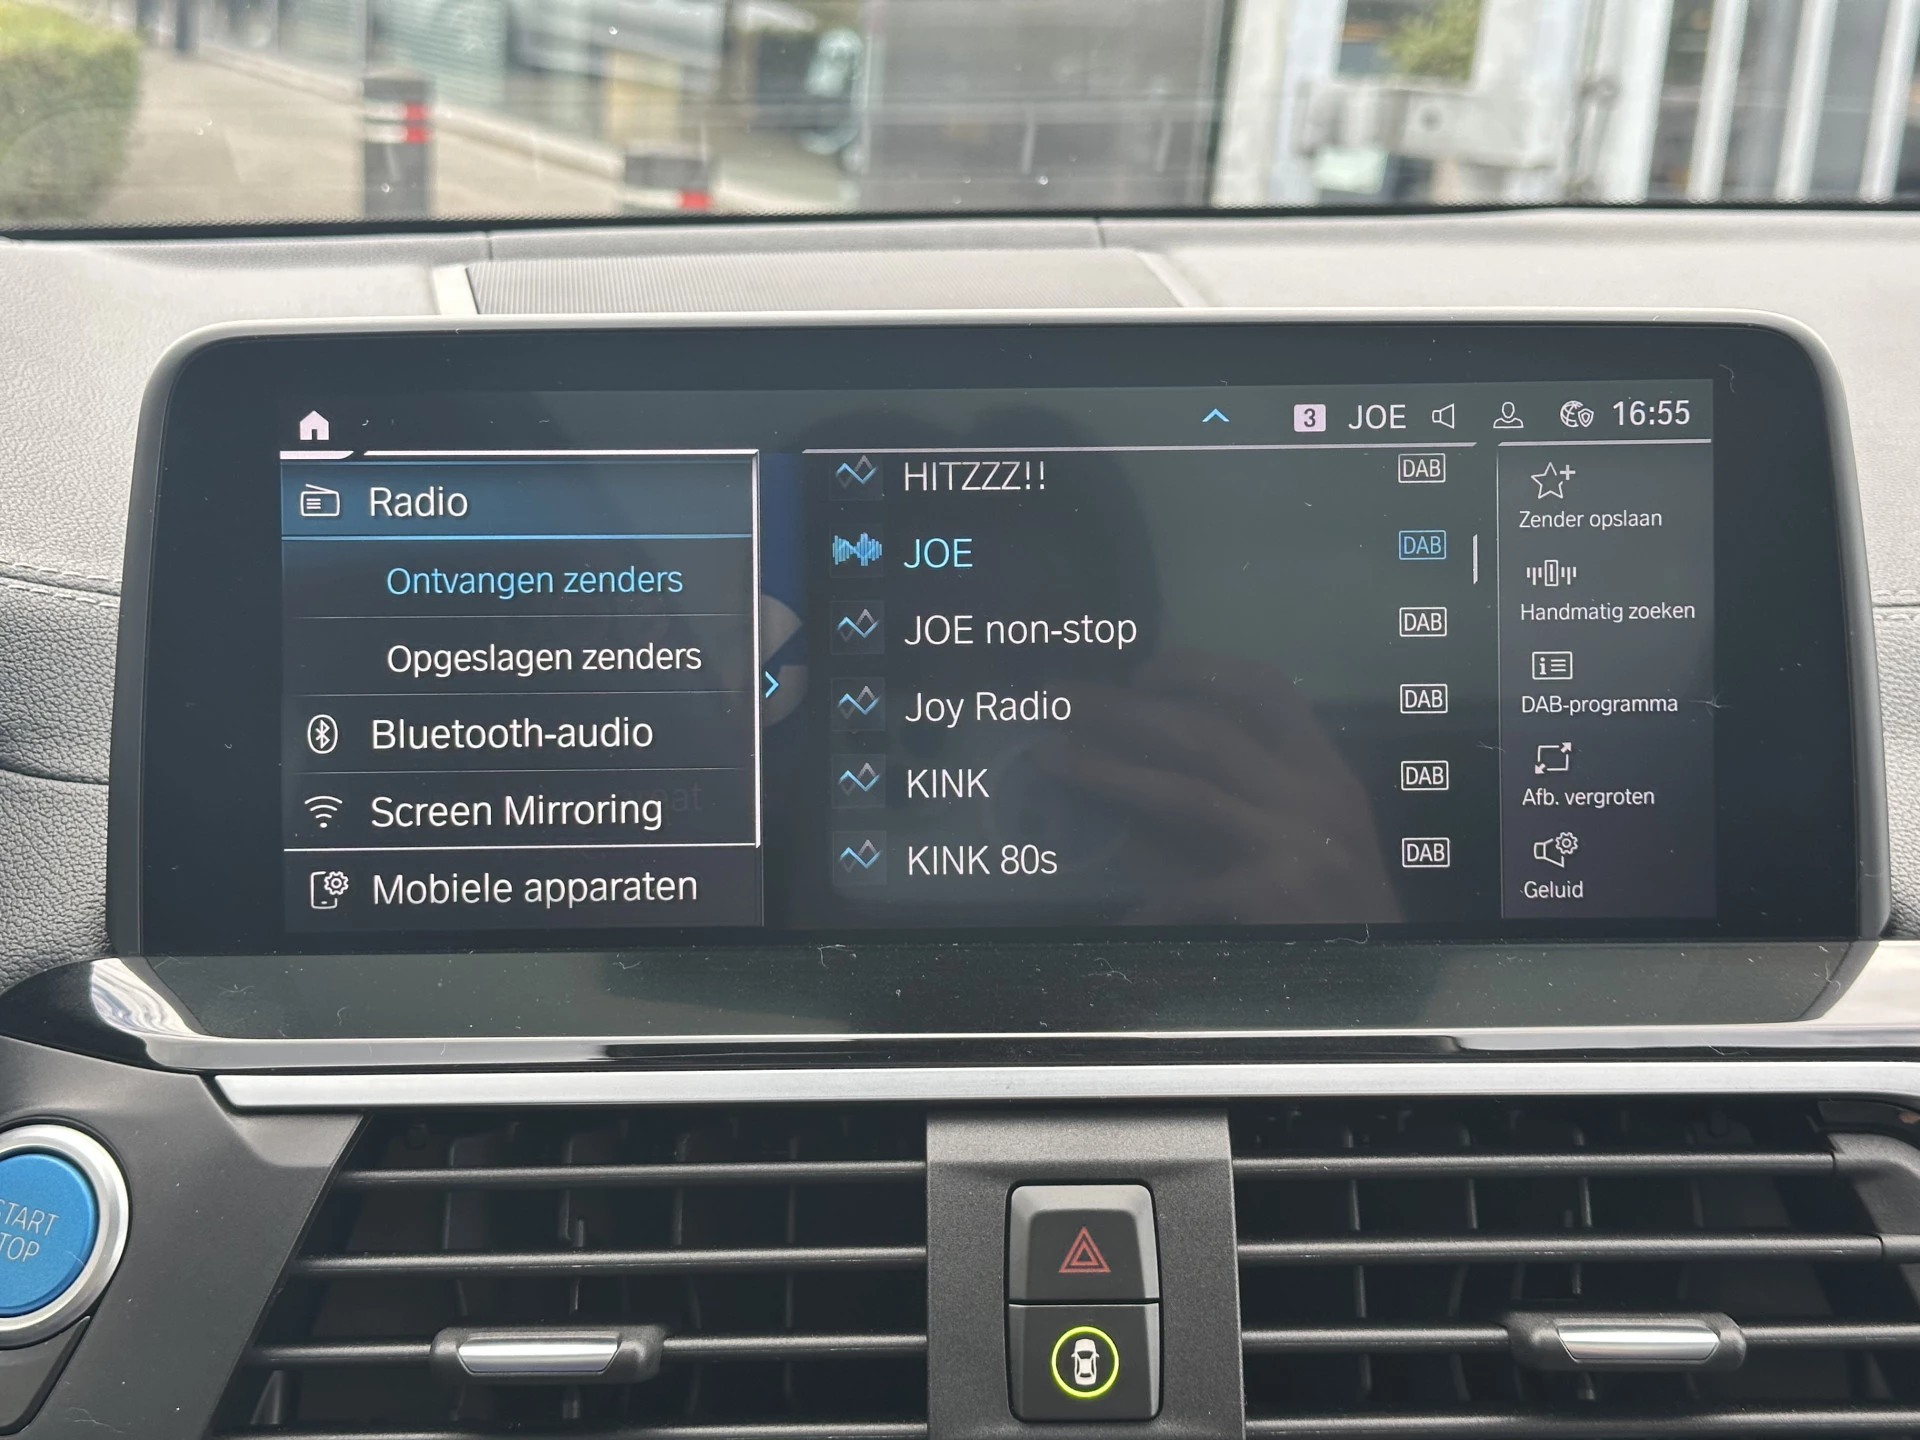 3 JOE 16:55
Radio
Ontvangen zenders
Opgeslagen zenders
Bluetooth-audio
Screen Mirroring
Mobiele apparaten
HITZZZ!! DAB
JOE DAB
JOE non-stop DAB
Joy Radio DAB
KINK DAB
KINK 80s DAB
Zender opslaan
Handmatig zoeken
DAB-programma
Afb. vergroten
Geluid
START
STOP